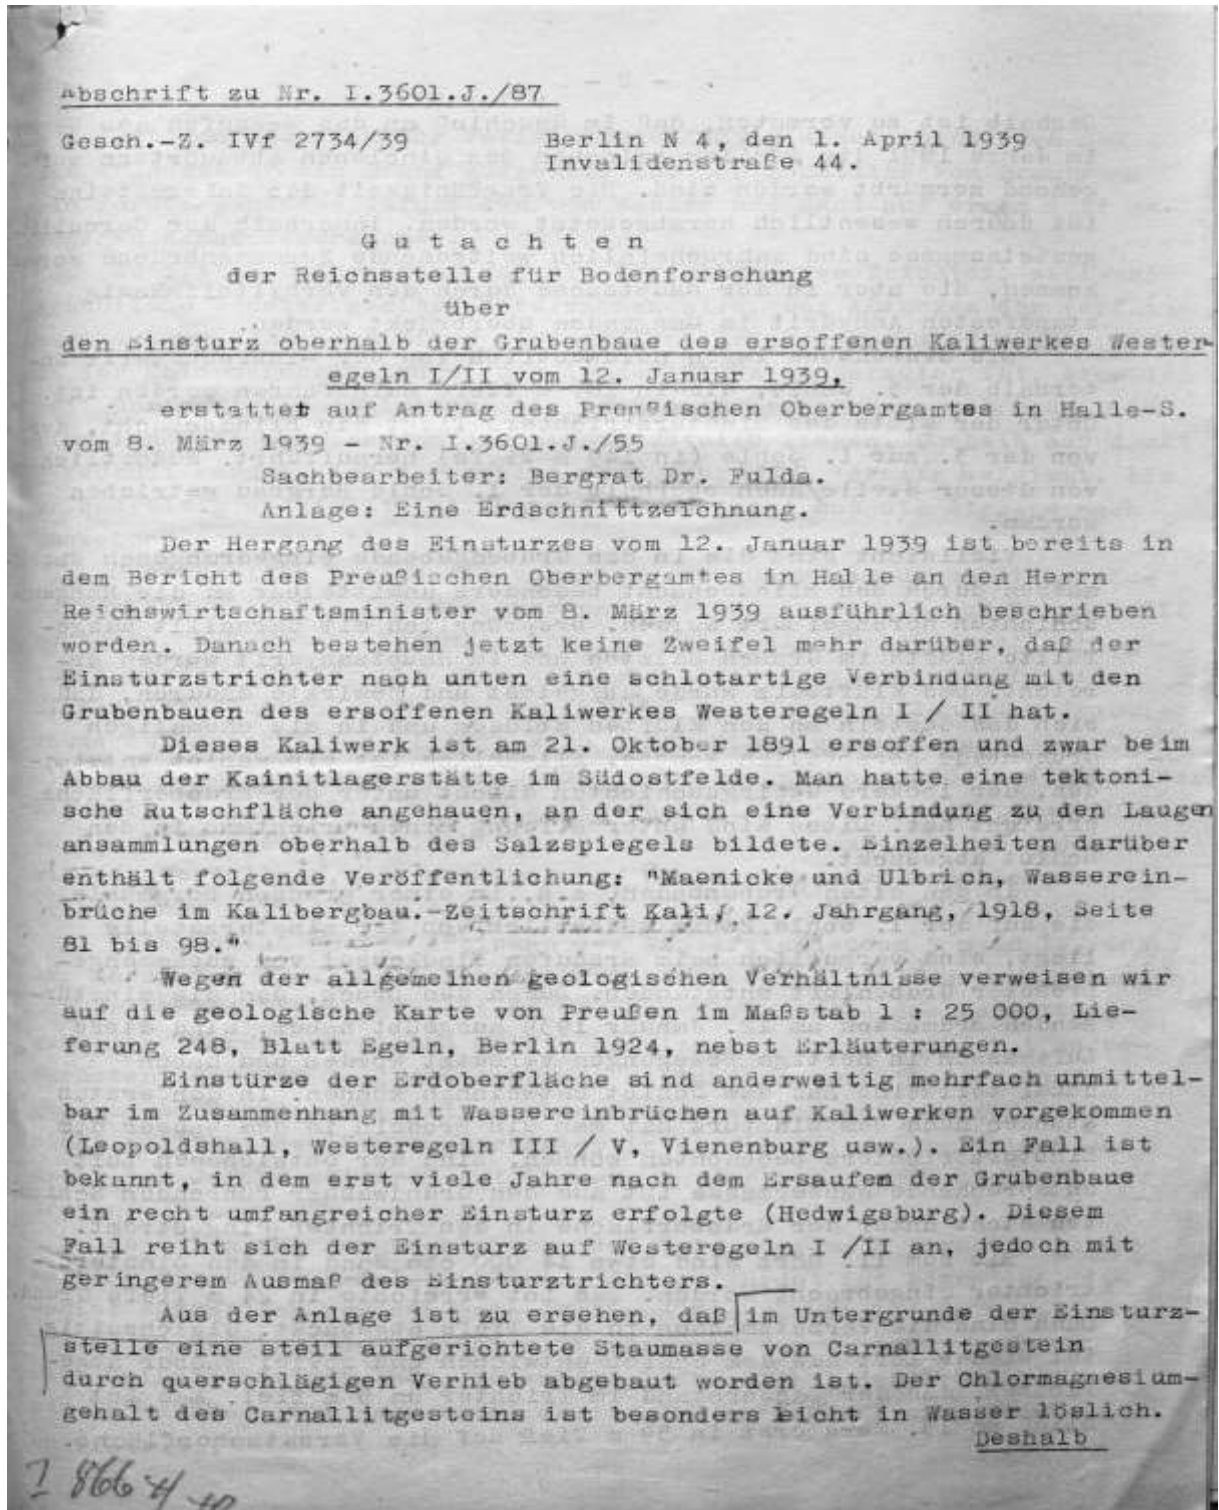 Abschrift zu Nr. I.3601.J./87
Gesch.-Z. IVf 2734/39
Berlin N 4, den 1. April 1939
Invalidenstraße 44.
G u t a c h t e n
der Reichsstelle für Bodenforschung
über
den Einsturz oberhalb der Grubenbaue des ersoffenen Kaliwerkes Wester-
egeln I/II vom 12. Januar 1939,
erstattet auf Antrag des Preußischen Oberbergamtes in Halle-S.
vom 8. März 1939 - Nr. I.3601.J./55
Sachbearbeiter: Bergrat Dr. Fulda.
Anlage: Eine Erdschnittzeichnung.
Der Hergang des Einsturzes vom 12. Januar 1939 ist bereits in
dem Bericht des Preußischen Oberbergamtes in Halle an den Herrn
Reichswirtschaftsminister vom 8. März 1939 ausführlich beschrieben
worden. Danach bestehen jetzt keine Zweifel mehr darüber, daß der
Einsturzstrichter nach unten eine schlotartige Verbindung mit den
Grubenbauen des ersoffenen Kaliwerkes Westeregeln I / II hat.
Dieses Kaliwerk ist am 21. Oktober 1891 ersoffen und zwar beim
Abbau der Kainitlagerstätte im Südostfelde. Man hatte eine tektoni-
sche Rutschfläche angehauen, an der sich eine Verbindung zu den Laugen
ansammlungen oberhalb des Salzspiegels bildete. Einzelheiten darüber
enthält folgende Veröffentlichung: "Maenicke und Ulbrich, Wasserein-
brüche im Kalibergbau.-Zeitschrift Kali, 12. Jahrgang, 1918, Seite
81 bis 98."
Wegen der allgemeinen geologischen Verhältnisse verweisen wir
auf die geologische Karte von Preußen im Maßstab 1 : 25 000, Lie-
ferung 248, Blatt Egeln, Berlin 1924, nebst Erläuterungen.
Einstürze der Erdoberfläche sind anderweitig mehrfach unmittel-
bar im Zusammenhang mit Wassereinbrüchen auf Kaliwerken vorgekommen
(Leopoldshall, Westeregeln III / V, Vienenburg usw.). Ein Fall ist
bekannt, in dem erst viele Jahre nach dem Ersaufen der Grubenbaue
ein recht umfangreicher Einsturz erfolgte (Hedwigsburg). Diesem
Fall reiht sich der Einsturz auf Westeregeln I /II an, jedoch mit
geringerem Ausmaß des Einsturztrichters.
Aus der Anlage ist zu ersehen, daß im Untergrunde der Einsturz-
stelle eine steil aufgerichtete Staumasse von Carnallitgestein
durch querschlägigen Verhieb abgebaut worden ist. Der Chlormagnesium-
gehalt des Carnallitgesteins ist besonders leicht in Wasser löslich.
Deshalb
I 866